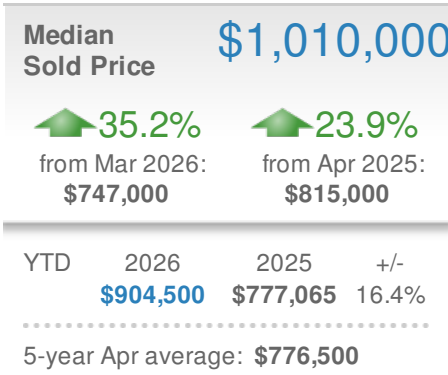 Median $1,010,000
Sold Price
35.2% 23.9%
from Mar 2026: from Apr 2025:
$747,000 $815,000
YTD 2026 2025 +/-
$904,500 $777,065 16.4%
5-year Apr average: $776,500